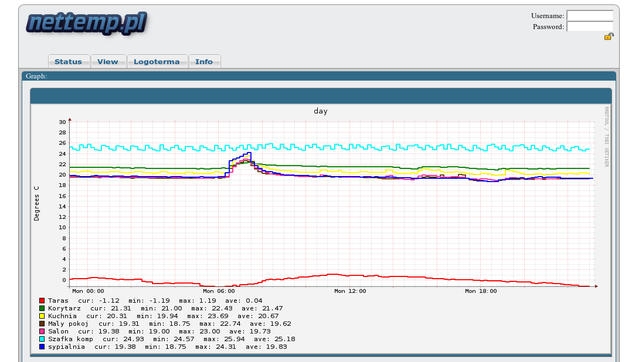 nettemp.pl
Username:
Password:
Status View Logoterma Info
Graph:
day
RRDTOOL / TOBI OETIKER
Degrees C
30
28
26
24
22
20
18
16
14
12
10
8
6
4
2
0
Mon 00:00 Mon 06:00 Mon 12:00 Mon 18:00
Taras cur: -1.12 min: -1.19 max: 1.19 ave: 0.04
Korytarz cur: 21.31 min: 21.00 max: 22.43 ave: 21.47
Kuchnia cur: 20.31 min: 19.94 max: 23.69 ave: 20.67
Maly pokoj cur: 19.31 min: 18.75 max: 22.74 ave: 19.62
Salon cur: 19.38 min: 19.00 max: 23.00 ave: 19.73
Szafka komp cur: 24.93 min: 24.57 max: 25.94 ave: 25.18
sypialnia cur: 19.38 min: 18.75 max: 24.31 ave: 19.83